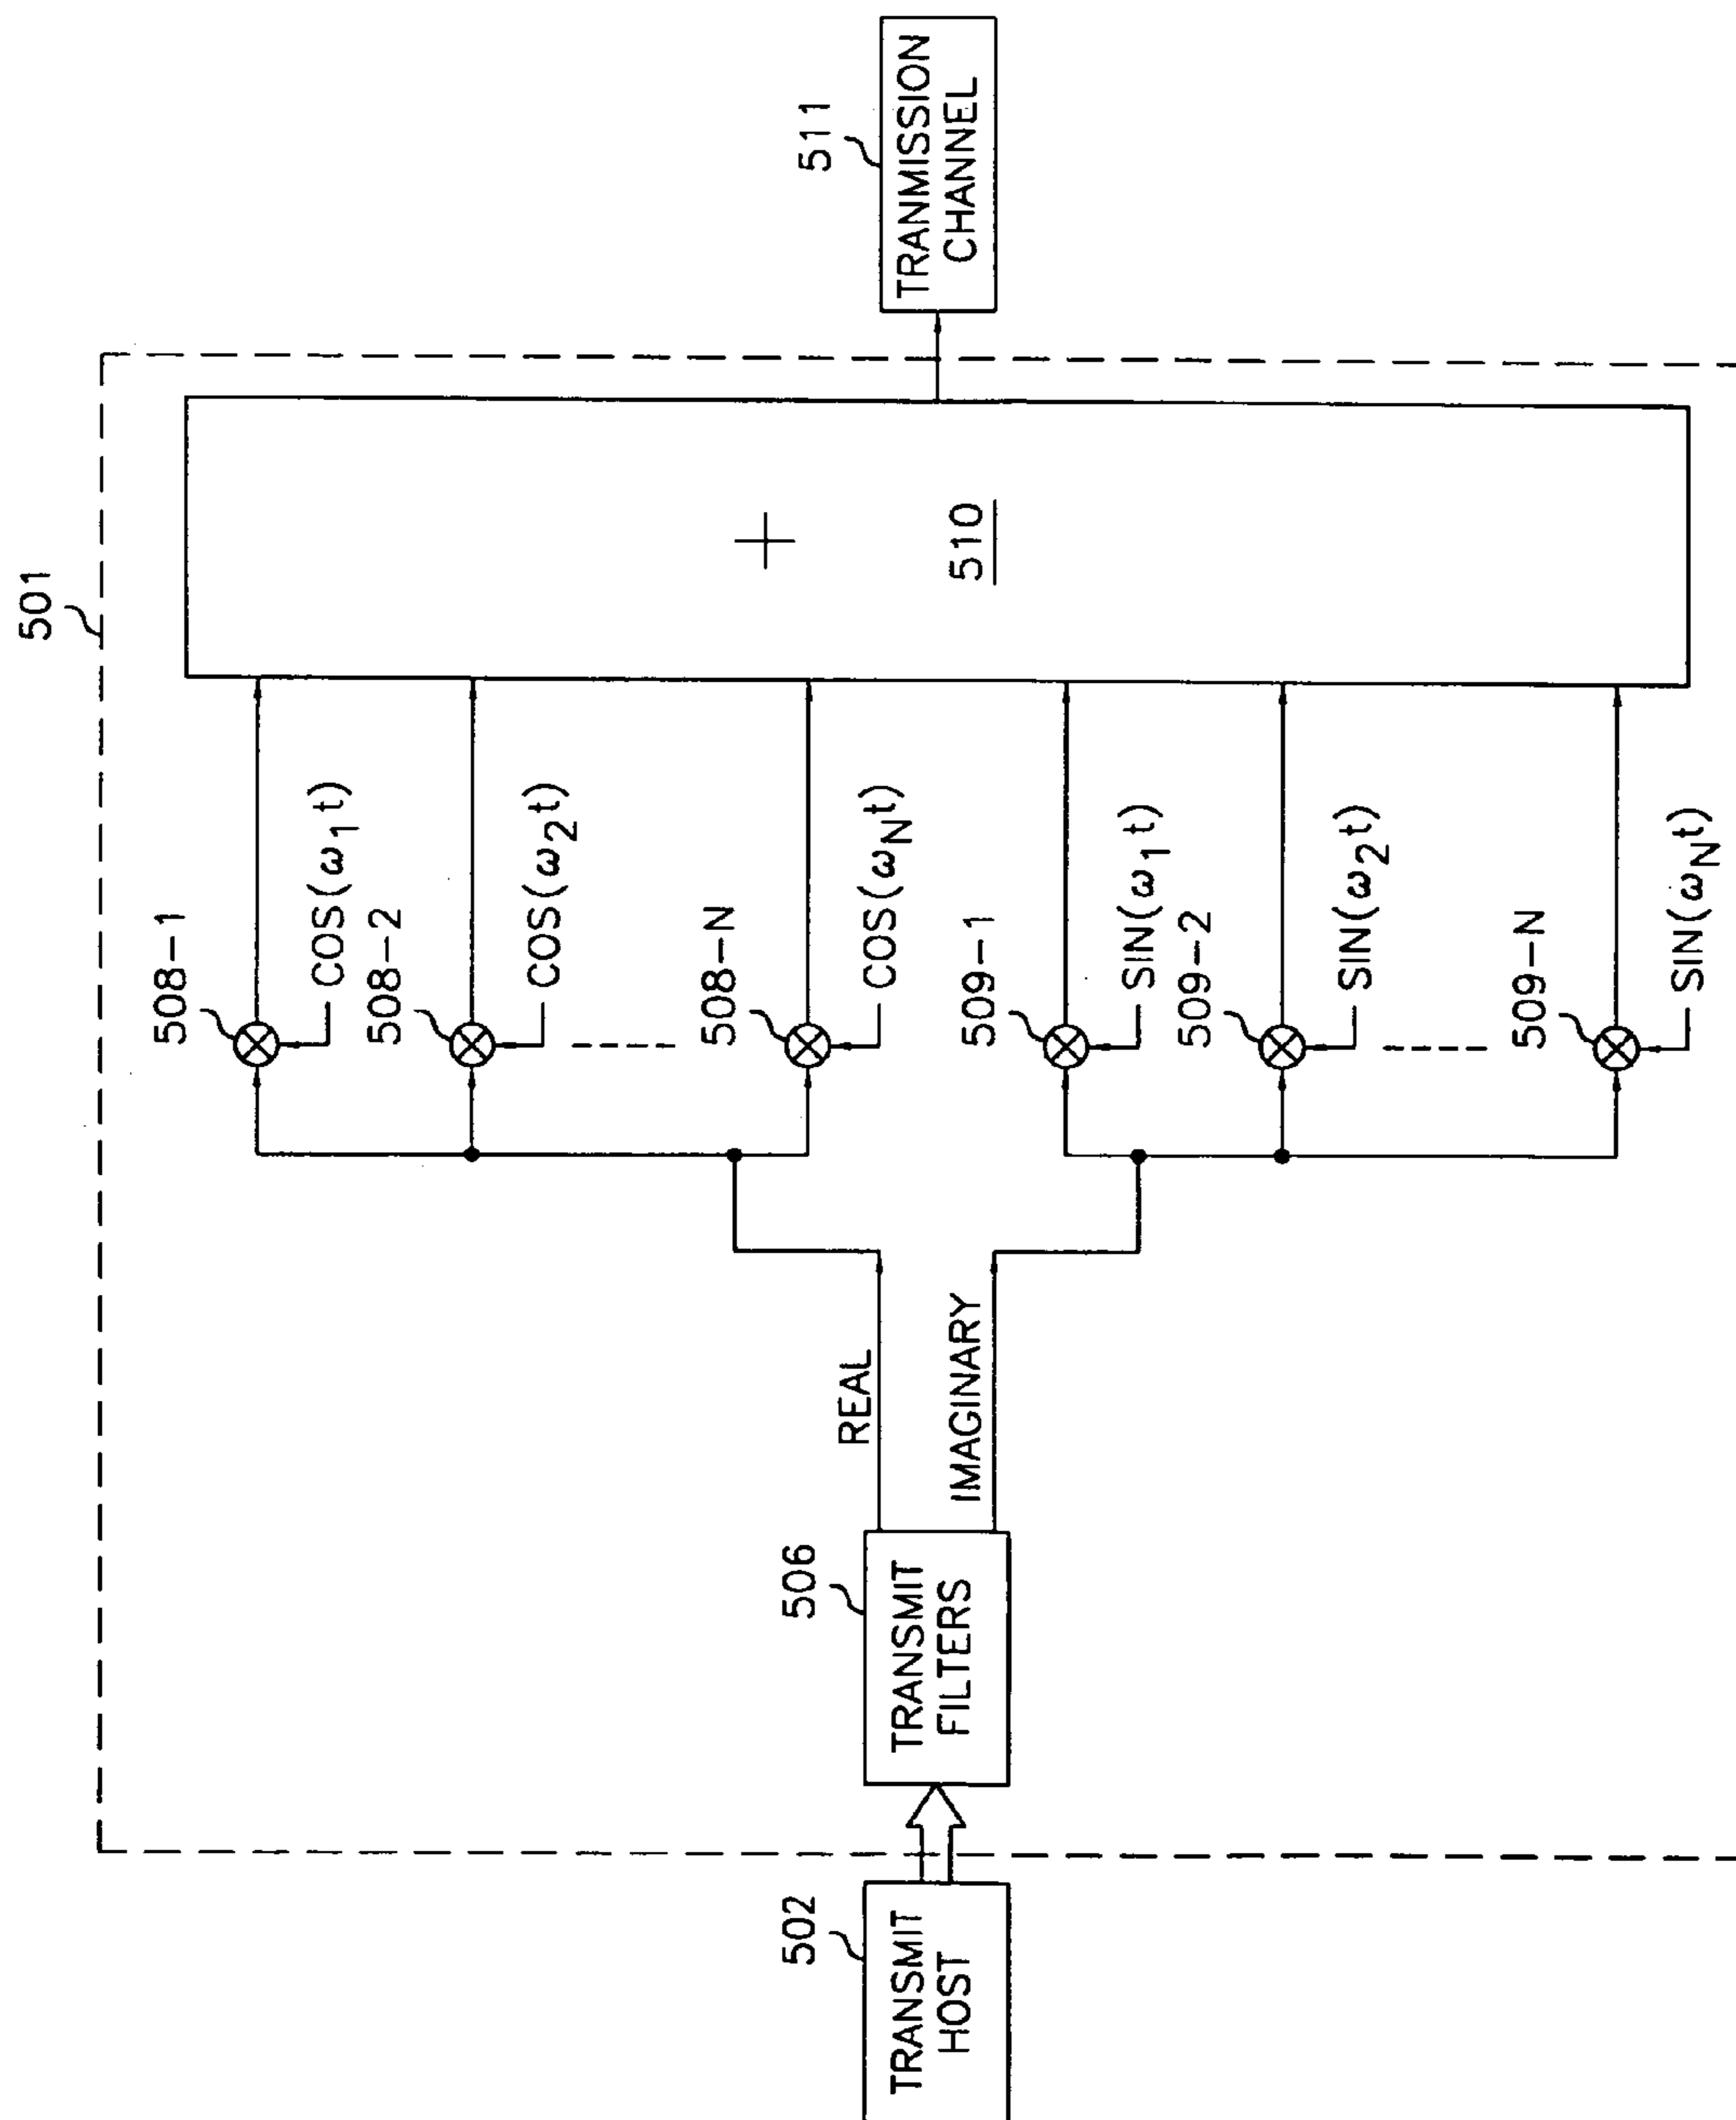 501
502
TRANSMIT
HOST
506
TRANSMIT
FILTERS
REAL
IMAGINARY
508-1
COS(ω1t)
508-2
COS(ω2t)
508-N
COS(ωNt)
509-1
SIN(ω1t)
509-2
SIN(ω2t)
509-N
SIN(ωNt)
+
510
511
TRANMISSION
CHANNEL